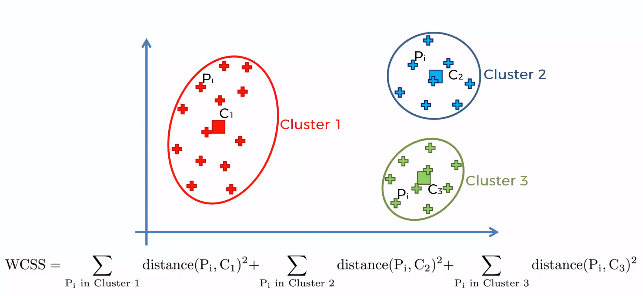 Pᵢ
C₁
Cluster 1
Pᵢ
C₂
Cluster 2
Pᵢ
C₃
Cluster 3
WCSS = ∑ distance(Pᵢ, C₁)² + ∑ distance(Pᵢ, C₂)² + ∑ distance(Pᵢ, C₃)²
Pᵢ in Cluster 1 Pᵢ in Cluster 2 Pᵢ in Cluster 3